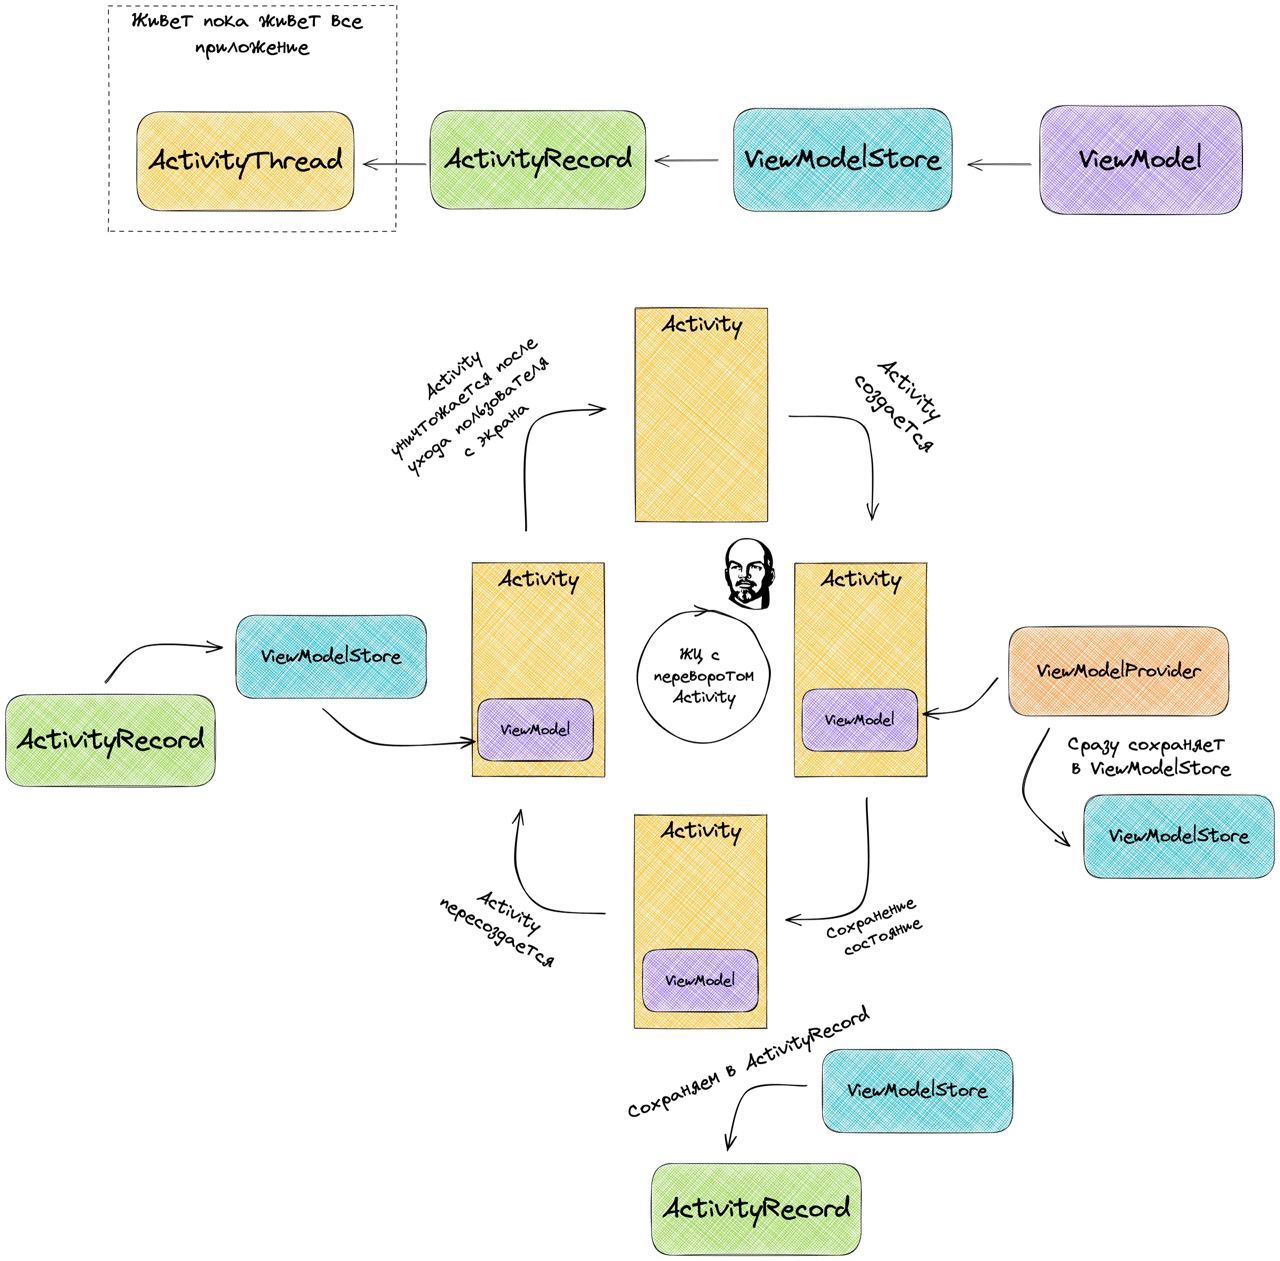 Живет пока живет все
приложение
ActivityThread
ActivityRecord
ViewModelStore
ViewModel
Activity
Activity
уничтожается после
ухода пользователя
с экрана
Activity
создается
Activity
ViewModel
Activity
ViewModel
ЖЦ с
переворотом
Activity
ViewModelStore
ActivityRecord
ViewModelProvider
Сразу сохраняет
в ViewModelStore
ViewModelStore
Activity
ViewModel
Activity
пересоздается
Сохранение
состояние
Сохраняем в ActivityRecord
ViewModelStore
ActivityRecord